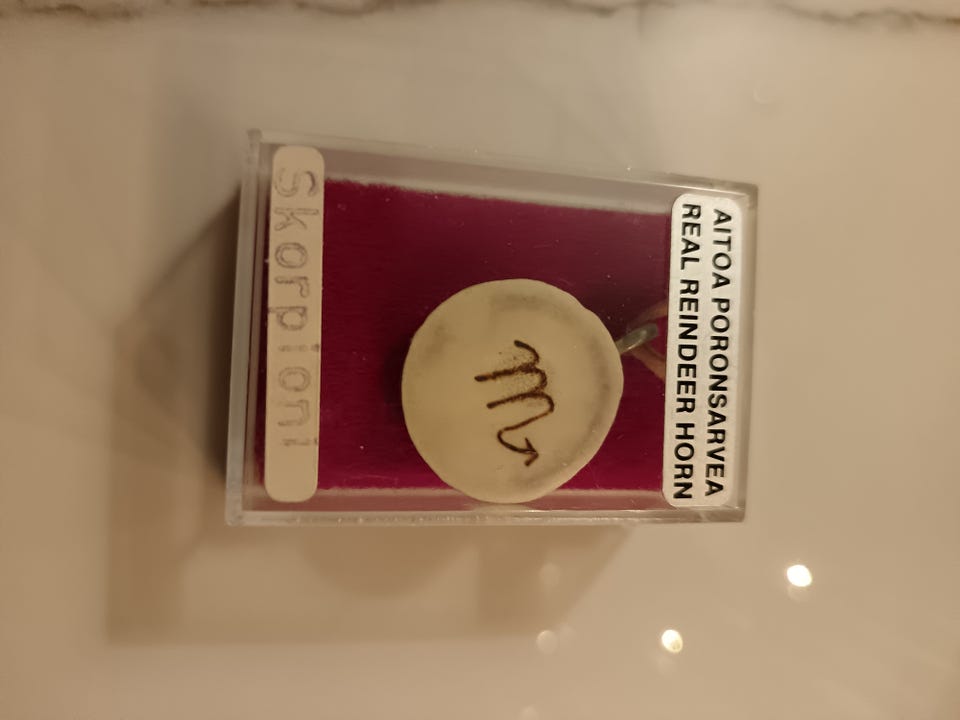 AITOA PORONSARVEA
REAL REINDEER HORN
Skorpioni